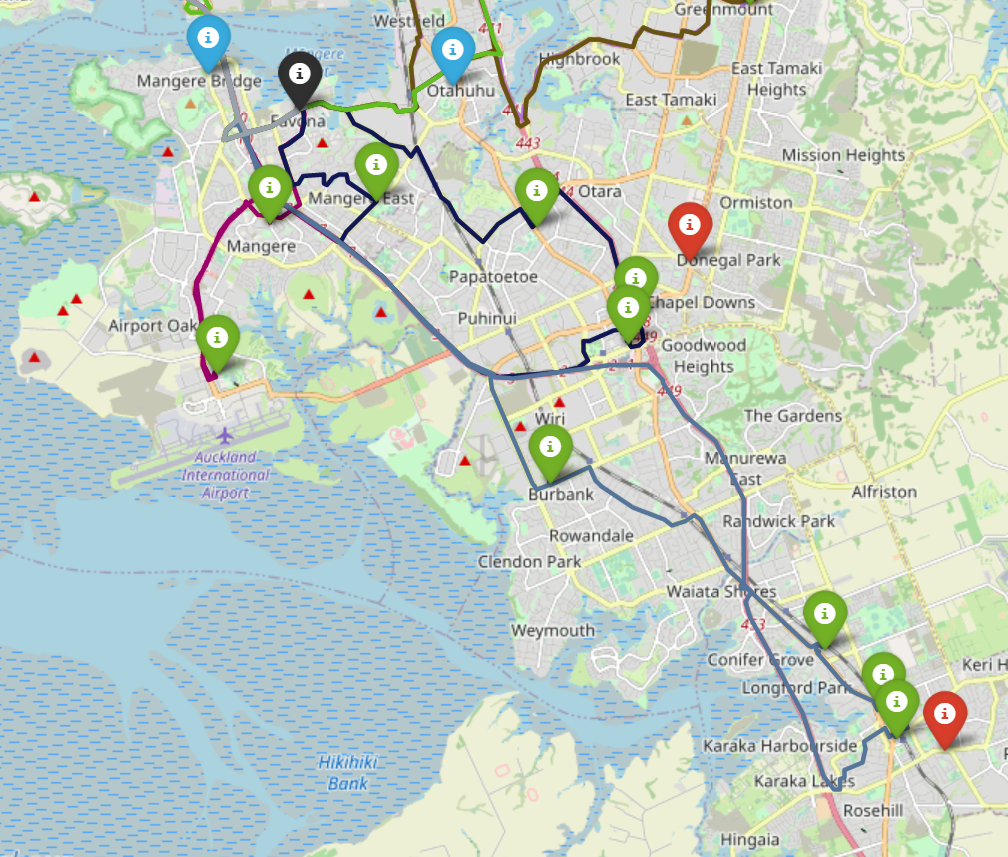 Westfield
Greenmount
Highbrook
Mangere Bridge
East Tamaki
Heights
Otahuhu
East Tamaki
Favona
443
Mission Heights
Otara
Mangere East
Ormiston
Mangere
Donegal Park
Papatoetoe
Chapel Downs
Puhinui
Airport Oak
Goodwood
Heights
449
The Gardens
Wiri
Auckland
International
Airport
Manurewa
East
Burbank
Alfriston
Randwick Park
Rowandale
Clendon Park
Waiata Shores
453
Weymouth
Conifer Grove
Keri H
Longford Park
Karaka Harbourside
Hikihiki
Bank
Karaka Lakes
Rosehill
Hingaia